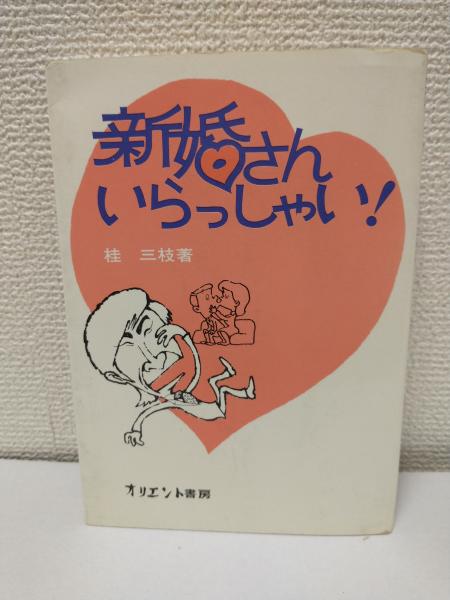 新婚さん
いらっしゃい！
桂 三枝著
オリエント書房